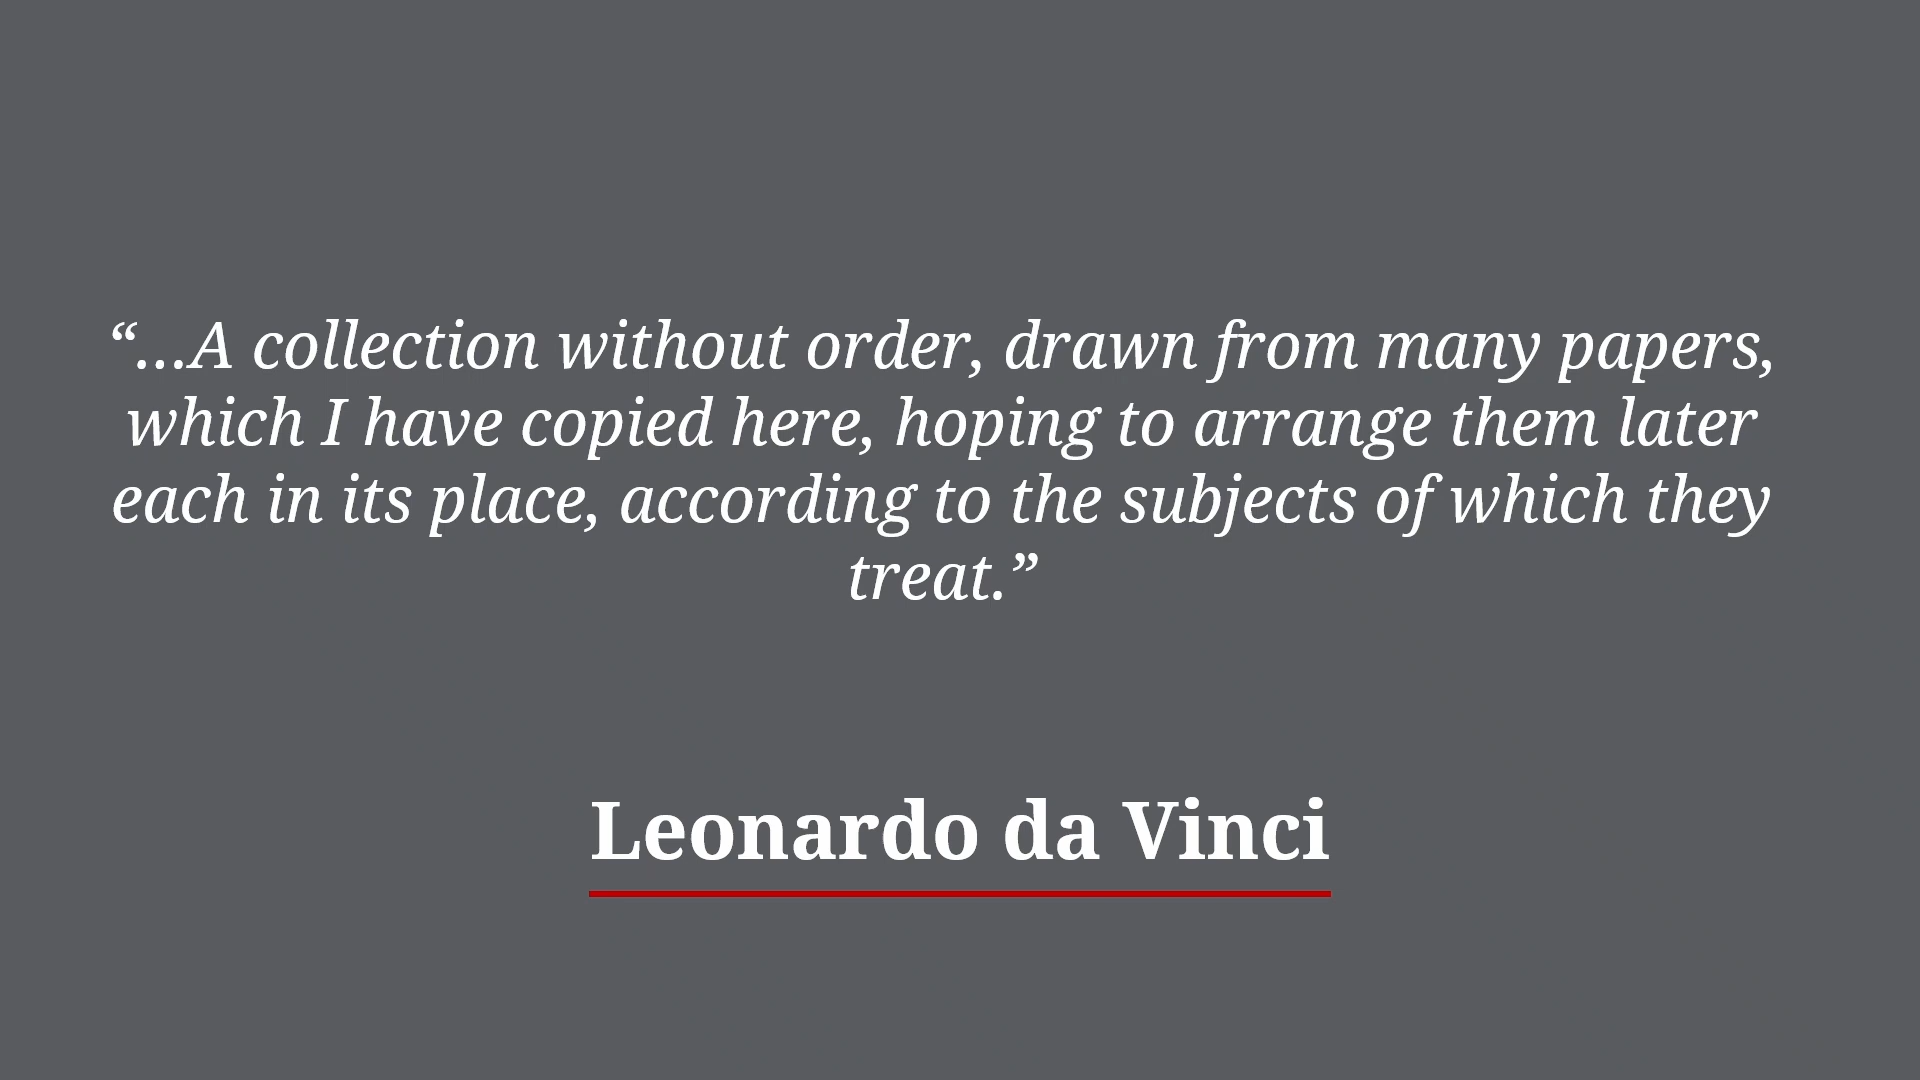 “…A collection without order, drawn from many papers,
which I have copied here, hoping to arrange them later
each in its place, according to the subjects of which they
treat.”
Leonardo da Vinci